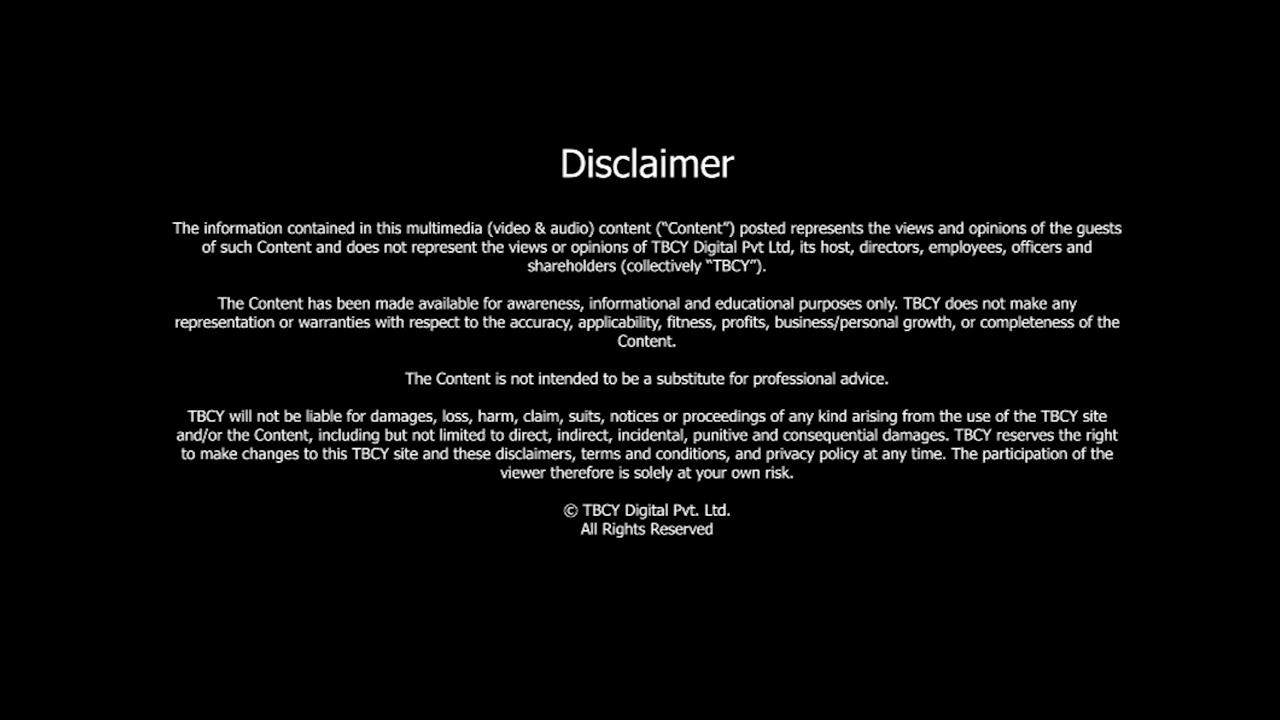 Disclaimer
The information contained in this multimedia (video & audio) content (“Content”) posted represents the views and opinions of the guests
of such Content and does not represent the views or opinions of TBCY Digital Pvt Ltd, its host, directors, employees, officers and
shareholders (collectively “TBCY”).
The Content has been made available for awareness, informational and educational purposes only. TBCY does not make any
representation or warranties with respect to the accuracy, applicability, fitness, profits, business/personal growth, or completeness of the
Content.
The Content is not intended to be a substitute for professional advice.
TBCY will not be liable for damages, loss, harm, claim, suits, notices or proceedings of any kind arising from the use of the TBCY site
and/or the Content, including but not limited to direct, indirect, incidental, punitive and consequential damages. TBCY reserves the right
to make changes to this TBCY site and these disclaimers, terms and conditions, and privacy policy at any time. The participation of the
viewer therefore is solely at your own risk.
© TBCY Digital Pvt. Ltd.
All Rights Reserved